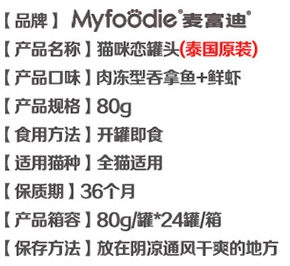 【品牌】Myfoodie®麦富迪®
【产品名称】猫咪恋罐头(泰国原装)
【产品口味】肉冻型吞拿鱼+鲜虾
【产品规格】80g
【食用方法】开罐即食
【适用猫种】全猫适用
【保质期】36个月
【产品箱容】80g/罐*24罐/箱
【保存方法】放在阴凉通风干爽的地方